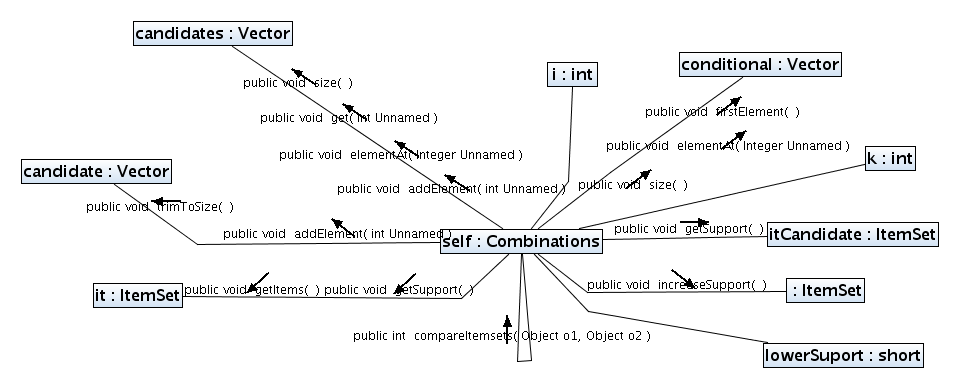 candidates : Vector
conditional : Vector
i : int
public void size( )
public void firstElement( )
public void get( int Unnamed )
public void elementAt( Integer Unnamed )
public void elementAt( Integer Unnamed )
k : int
candidate : Vector
public void size( )
public void addElement( int Unnamed )
public void trimToSize( )
public void getSupport( )
public void addElement( int Unnamed )
self : Combinations
itCandidate : ItemSet
public void increaseSupport( )
: ItemSet
it : ItemSet
public void getItems( ) public void getSupport( )
public int compareItemsets( Object o1, Object o2 )
lowerSuport : short